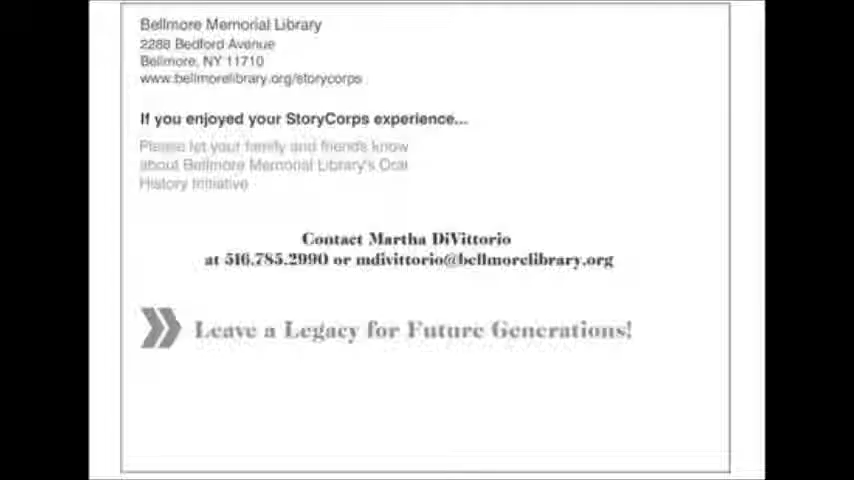 Bellmore Memorial Library
2288 Bedford Avenue
Bellmore, NY 11710
www.bellmorelibrary.org/storycorps
If you enjoyed your StoryCorps experience...
Please let your family and friends know
about Bellmore Memorial Library's Oral
History Initiative
Contact Martha DiVittorio
at 516.785.2990 or mdivittorio@bellmorelibrary.org
Leave a Legacy for Future Generations!